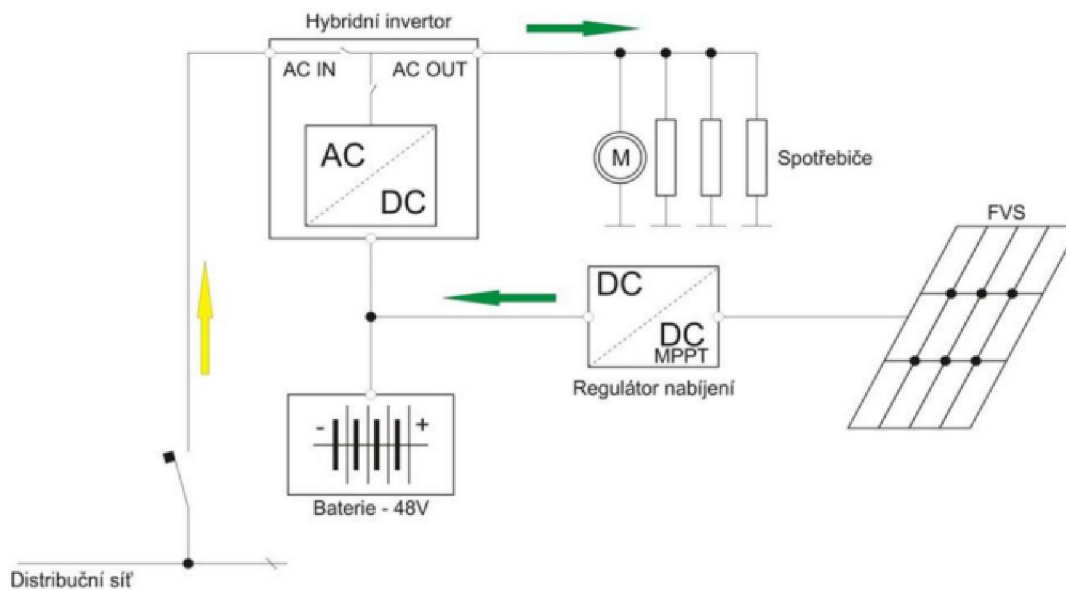 Hybridní invertor
AC IN
AC OUT
AC
DC
M
Spotřebiče
FVS
DC
DC
MPPT
Regulátor nabíjení
- +
Baterie - 48V
Distribuční síť